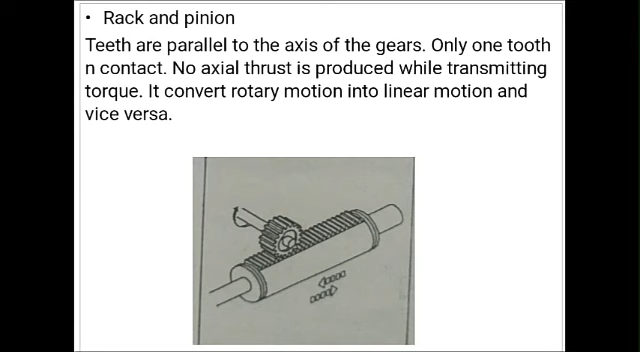 • Rack and pinion
Teeth are parallel to the axis of the gears. Only one tooth
n contact. No axial thrust is produced while transmitting
torque. It convert rotary motion into linear motion and
vice versa.